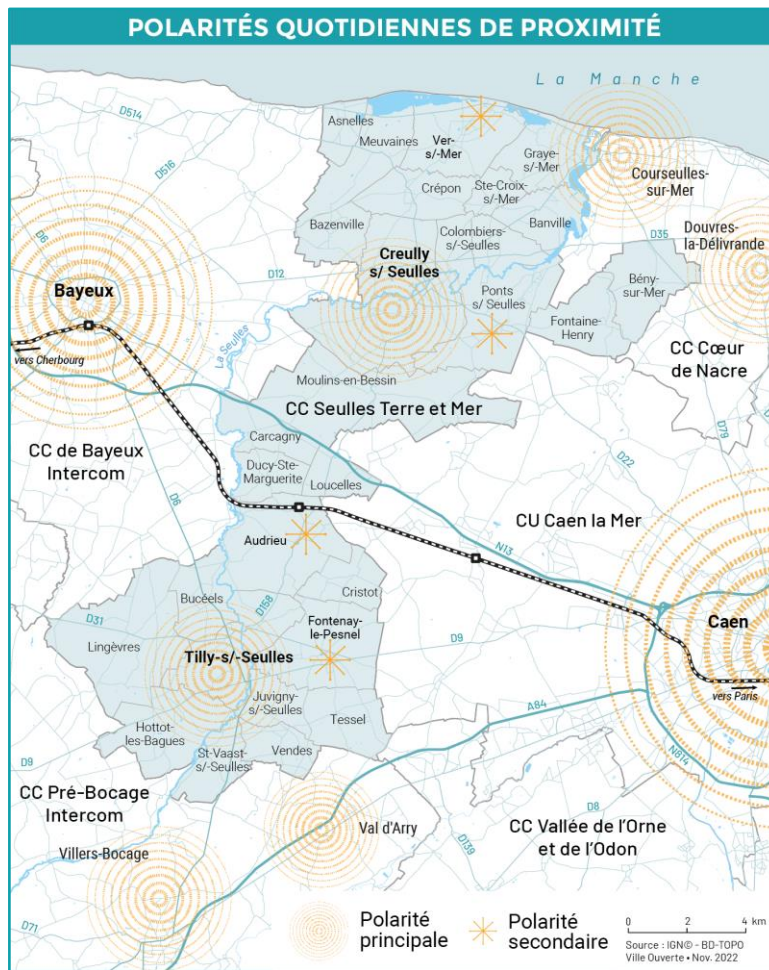 POLARITÉS QUOTIDIENNES DE PROXIMITÉ
La Manche
D514
Asnelles
Meuvaines
Ver-
s/-Mer
Graye-
s/-Mer
Courseulles-
sur-Mer
D516
Crépon
Ste-Croix-
s/-Mer
Bazenville
Colombiers-
s/-Seulles
Banville
Douvres-
la-Délivrande
D6
D35
D12
Creully
s/ Seulles
Bayeux
Ponts
s/ Seulles
Bény-
sur-Mer
Fontaine-
Henry
vers Cherbourg
La Seulles
CC Cœur
de Nacre
Moulins-en-Bessin
CC Seulles Terre et Mer
D79
Carcagny
CC de Bayeux
Intercom
D22
Ducy-Ste-
Marguerite
Loucelles
D6
CU Caen la Mer
Audrieu
N13
Cristot
Bucéels
D158
D31
Fontenay-
le-Pesnel
Caen
D9
Lingèvres
Tilly-s/-Seulles
vers Paris
Juvigny-
s/-Seulles
A84
Tessel
Hottot-
les-Bagues
St-Vaast-
s/-Seulles
Vendes
D9
N814
CC Pré-Bocage
Intercom
D8
Val d'Arry
CC Vallée de l'Orne
et de l'Odon
D139
Villers-Bocage
D71
Polarité
principale
Polarité
secondaire
0 2 4 km
Source : IGN© - BD-TOPO
Ville Ouverte • Nov. 2022